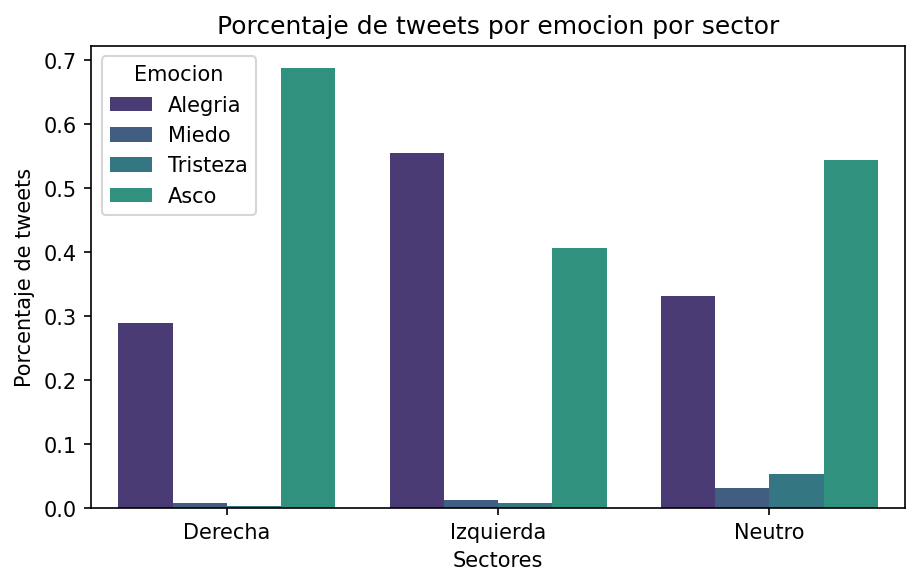 Porcentaje de tweets por emocion por sector
Emocion
Alegria
Miedo
Tristeza
Asco
Porcentaje de tweets
0.7
0.6
0.5
0.4
0.3
0.2
0.1
0.0
Derecha
Izquierda
Neutro
Sectores